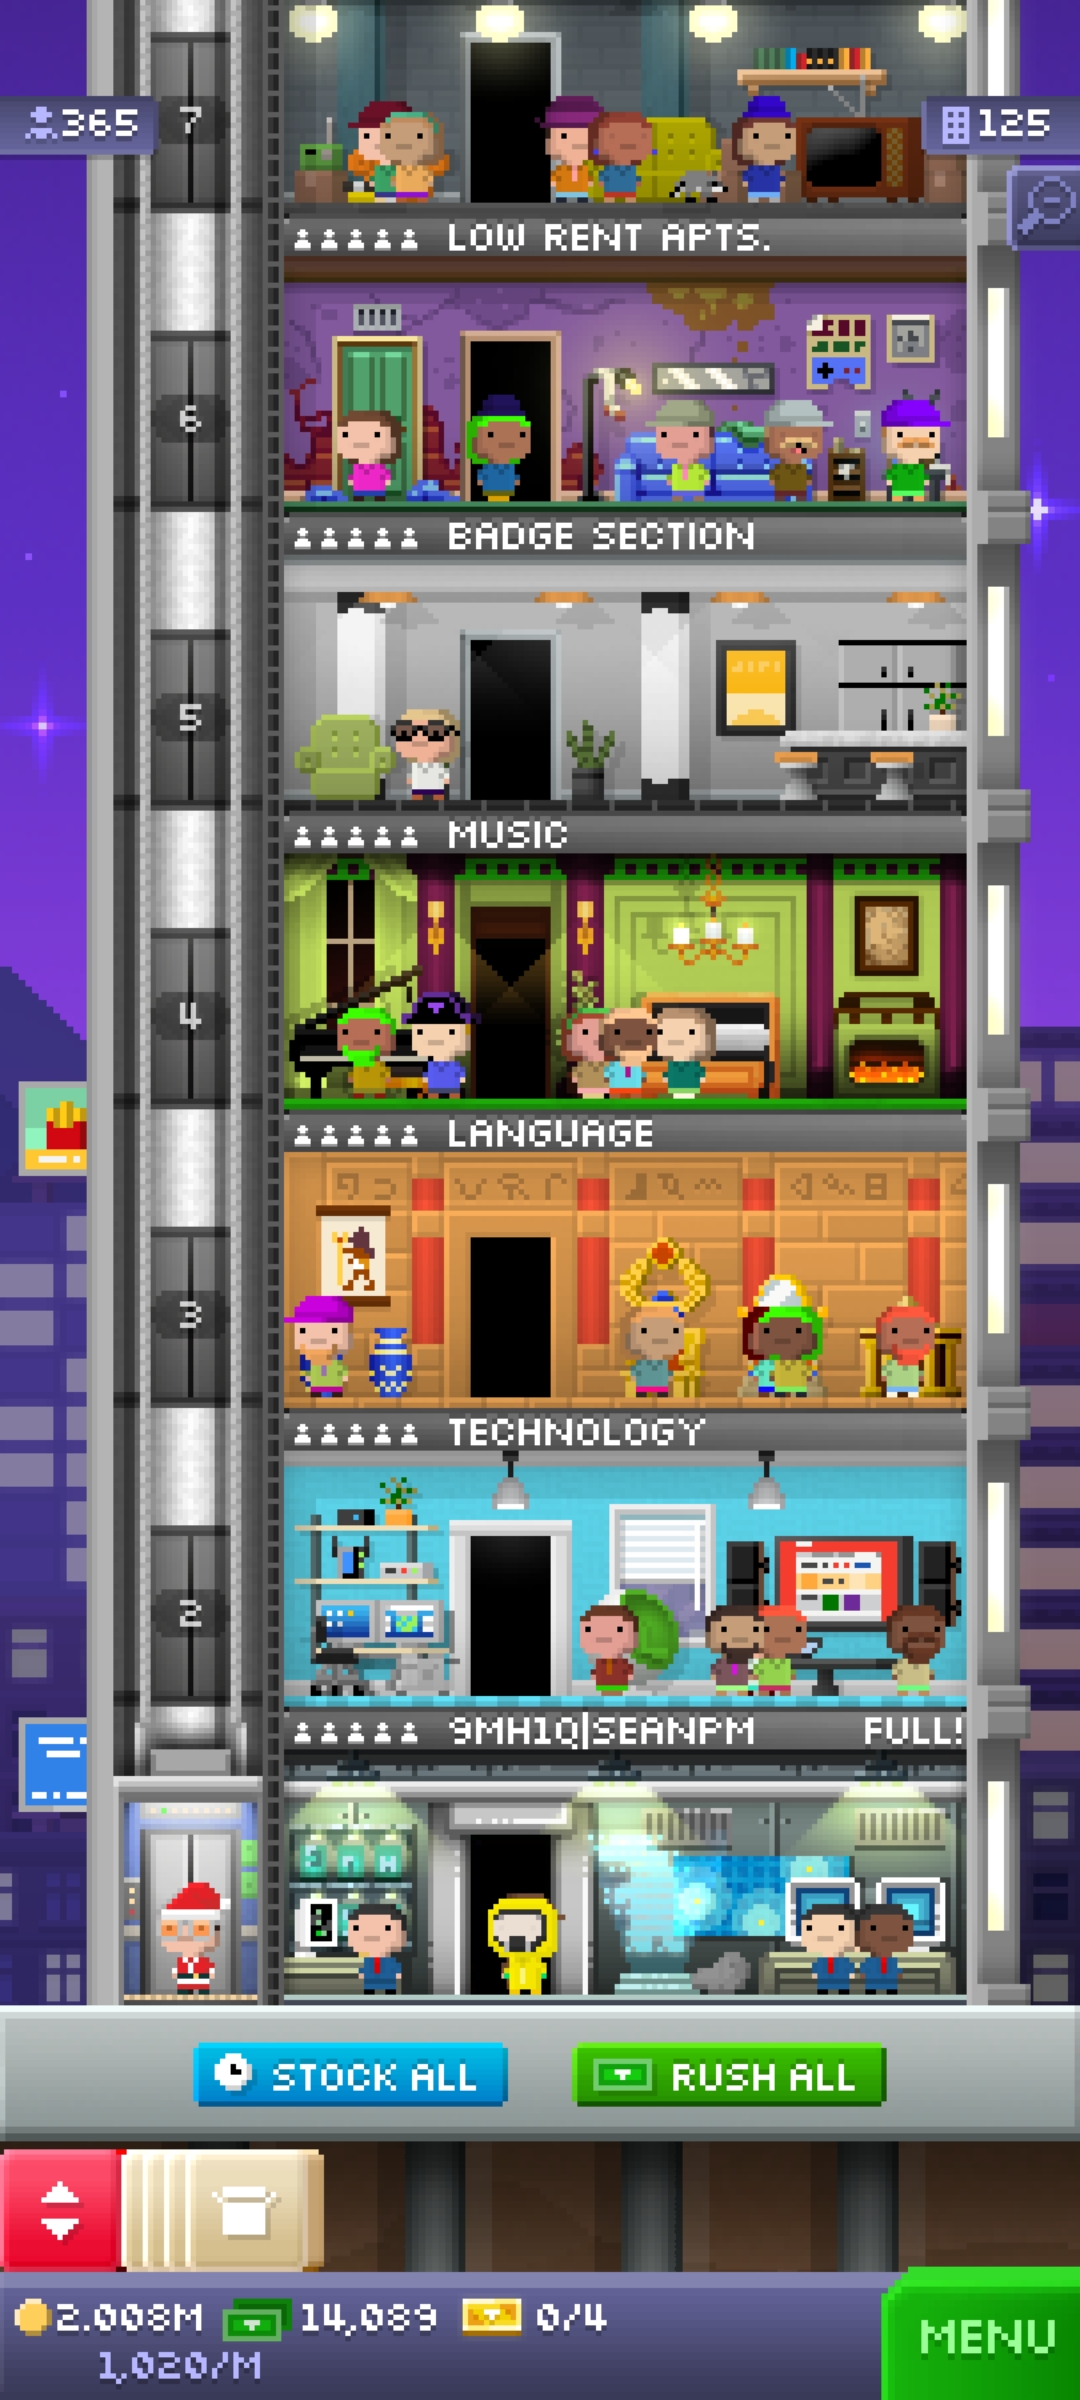 365
7
125
LOW RENT APTS.
6
BADGE SECTION
5
MUSIC
4
LANGUAGE
3
TECHNOLOGY
2
9MH1Q|SEANPM FULL!
STOCK ALL
RUSH ALL
2.008M 14,089 0/4
1,020/M
MENU